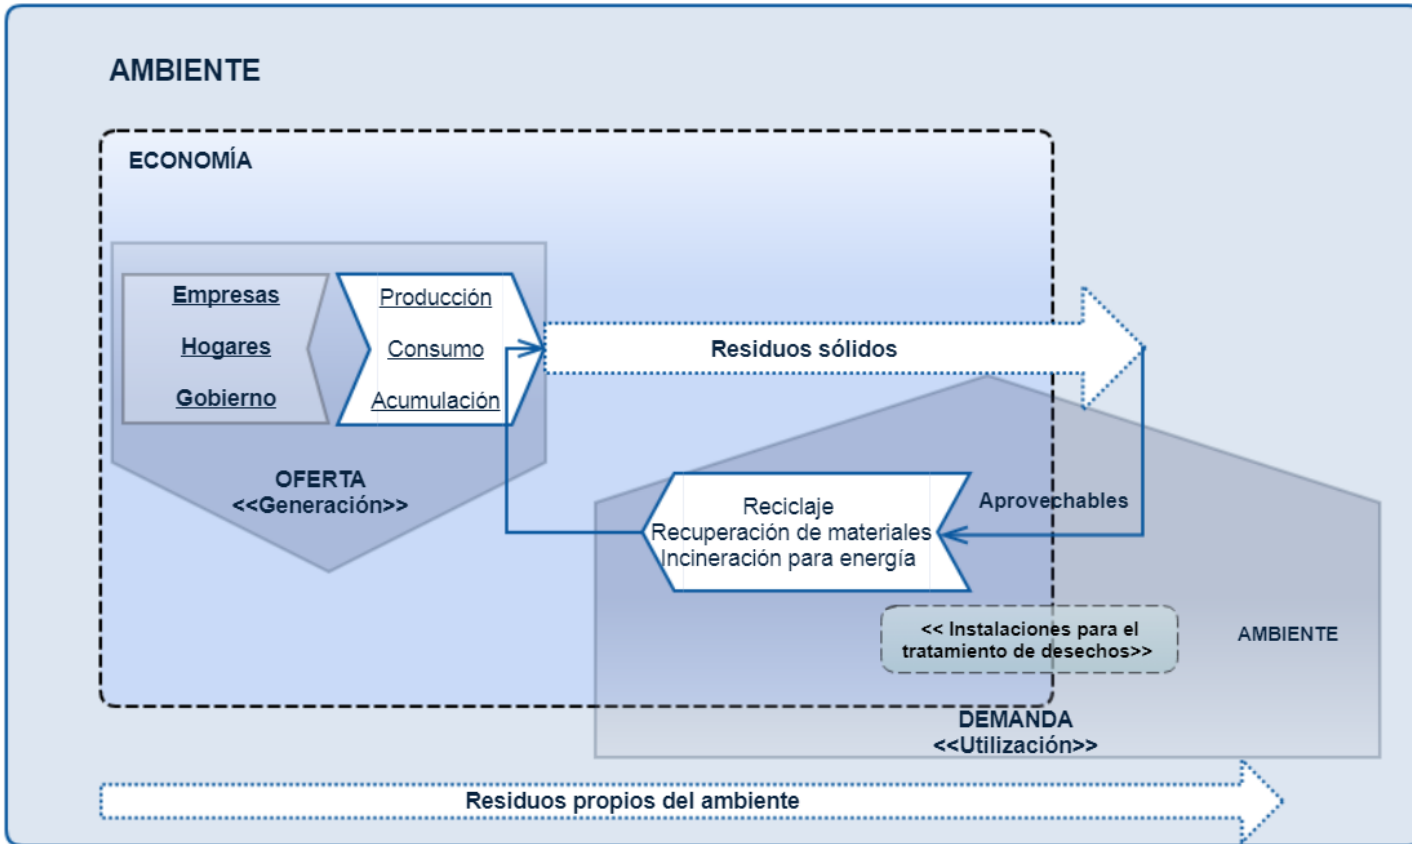 AMBIENTE
ECONOMÍA
Empresas
Hogares
Gobierno
Producción
Consumo
Acumulación
Residuos sólidos
OFERTA
<<Generación>>
Reciclaje
Recuperación de materiales
Incineración para energía
Aprovechables
<< Instalaciones para el
tratamiento de desechos>>
AMBIENTE
DEMANDA
<<Utilización>>
Residuos propios del ambiente